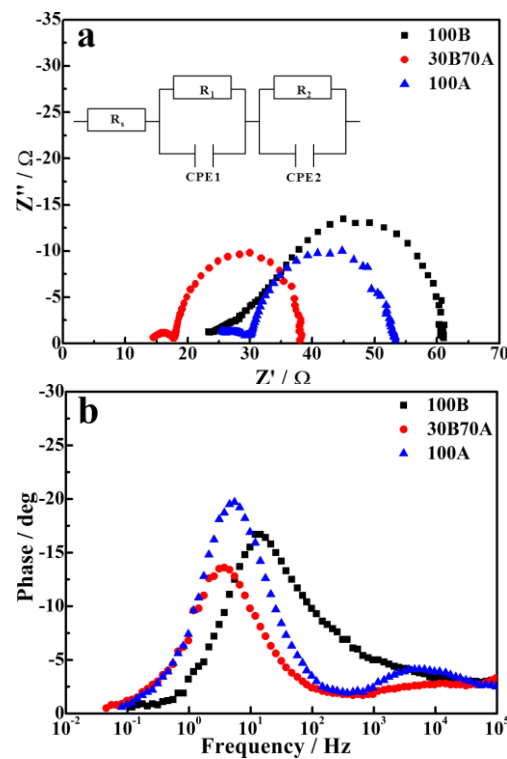 a
100B
30B70A
100A
R₁
R₂
Rₛ
CPE1
CPE2
Z'' / Ω
-35
-30
-25
-20
-15
-10
-5
0
0 10 20 30 40 50 60 70
Z' / Ω
b
100B
30B70A
100A
Phase / deg
-30
-25
-20
-15
-10
-5
0
10⁻² 10⁻¹ 10⁰ 10¹ 10² 10³ 10⁴ 10⁵
Frequency / Hz